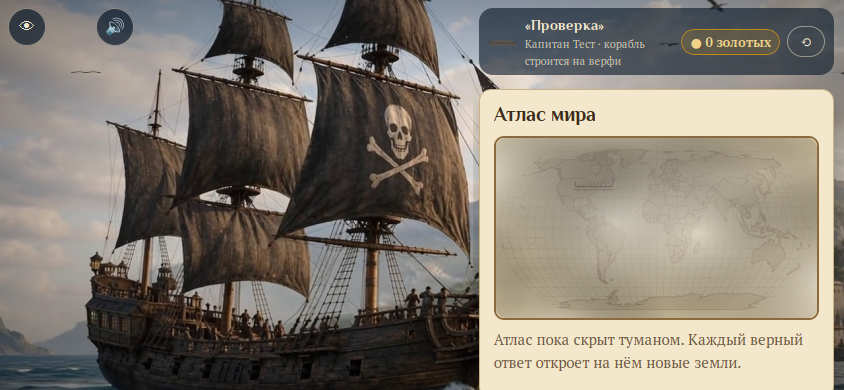 «Проверка»
Капитан Тест · корабль
строится на верфи
0 золотых
Атлас мира
Атлас пока скрыт туманом. Каждый верный
ответ откроет на нём новые земли.